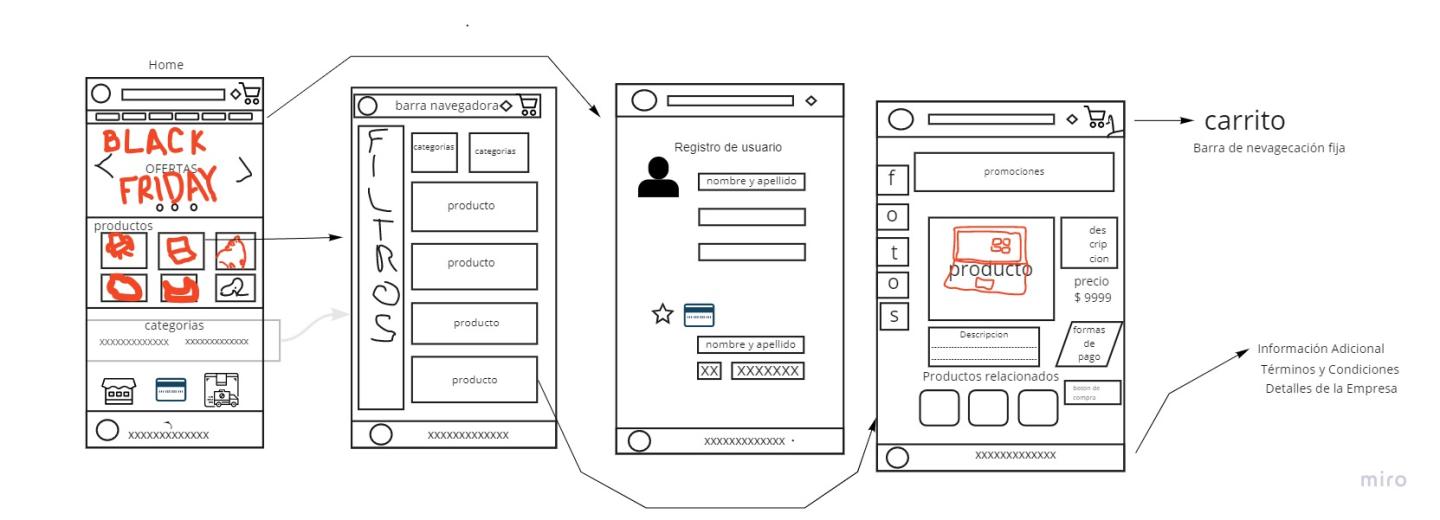 Home
BLACK
OFERTAS
FRIDAY
productos
categorias
xxxxxxxxxxxxx xxxxxxxxxxxxx
xxxxxxxxxxxxx
barra navegadora
FILTROS
categorias categorias
producto
producto
producto
producto
xxxxxxxxxxxxx
Registro de usuario
nombre y apellido
nombre y apellido
XX XXXXXXX
xxxxxxxxxxxxx
promociones
f
o
t
o
s
producto
des
crip
cion
precio
$ 9999
Descripcion
formas
de
pago
Productos relacionados
boton de
compra
xxxxxxxxxxxxx
carrito
Barra de nevagecación fija
Información Adicional
Términos y Condiciones
Detalles de la Empresa
miro